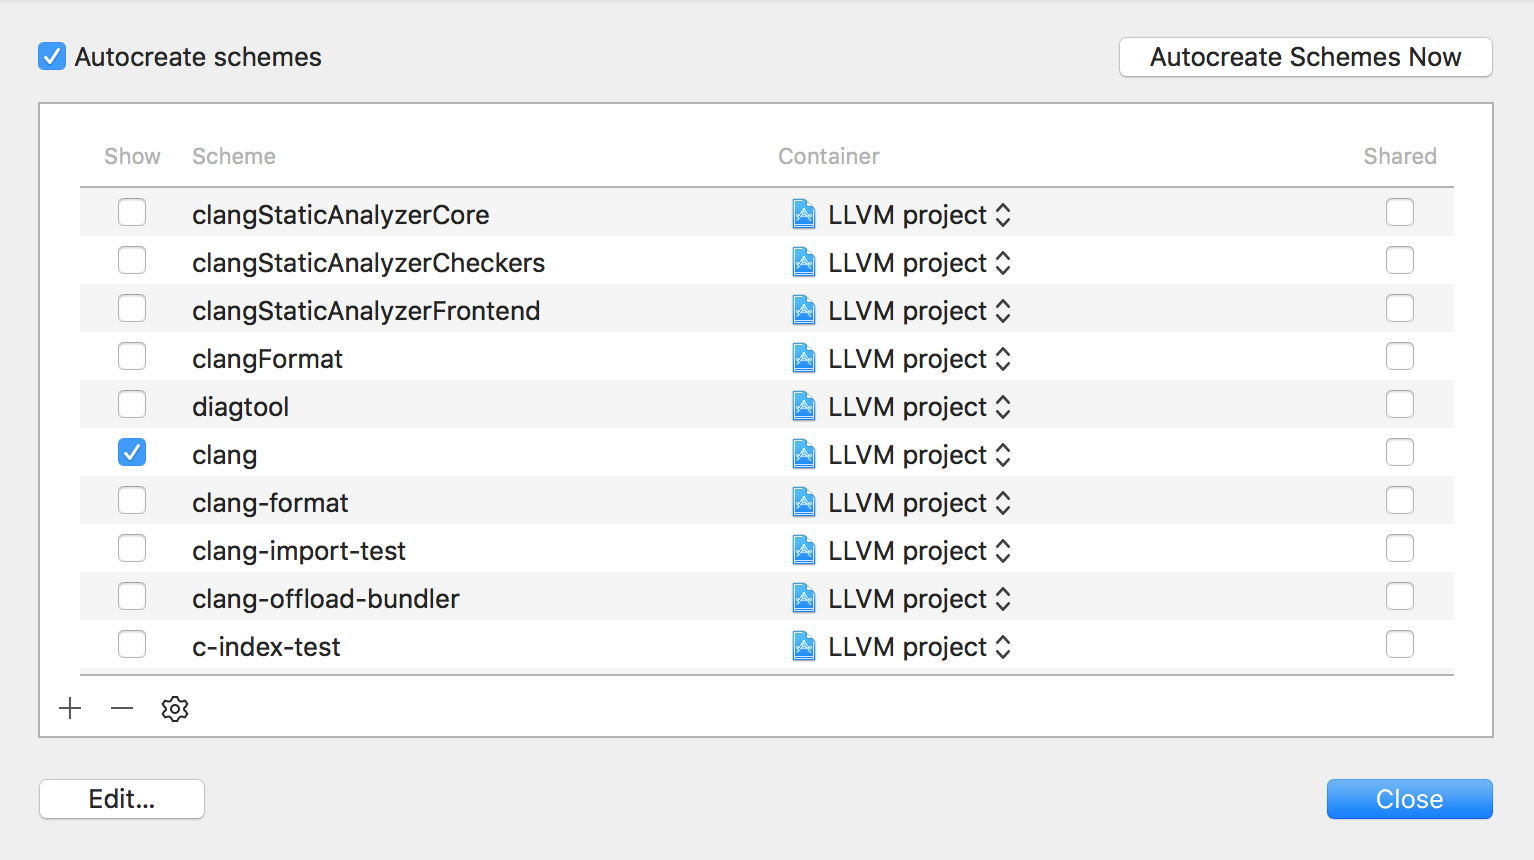 Autocreate schemes
Autocreate Schemes Now
Show Scheme Container Shared
clangStaticAnalyzerCore LLVM project
clangStaticAnalyzerCheckers LLVM project
clangStaticAnalyzerFrontend LLVM project
clangFormat LLVM project
diagtool LLVM project
clang LLVM project
clang-format LLVM project
clang-import-test LLVM project
clang-offload-bundler LLVM project
c-index-test LLVM project
Edit...
Close